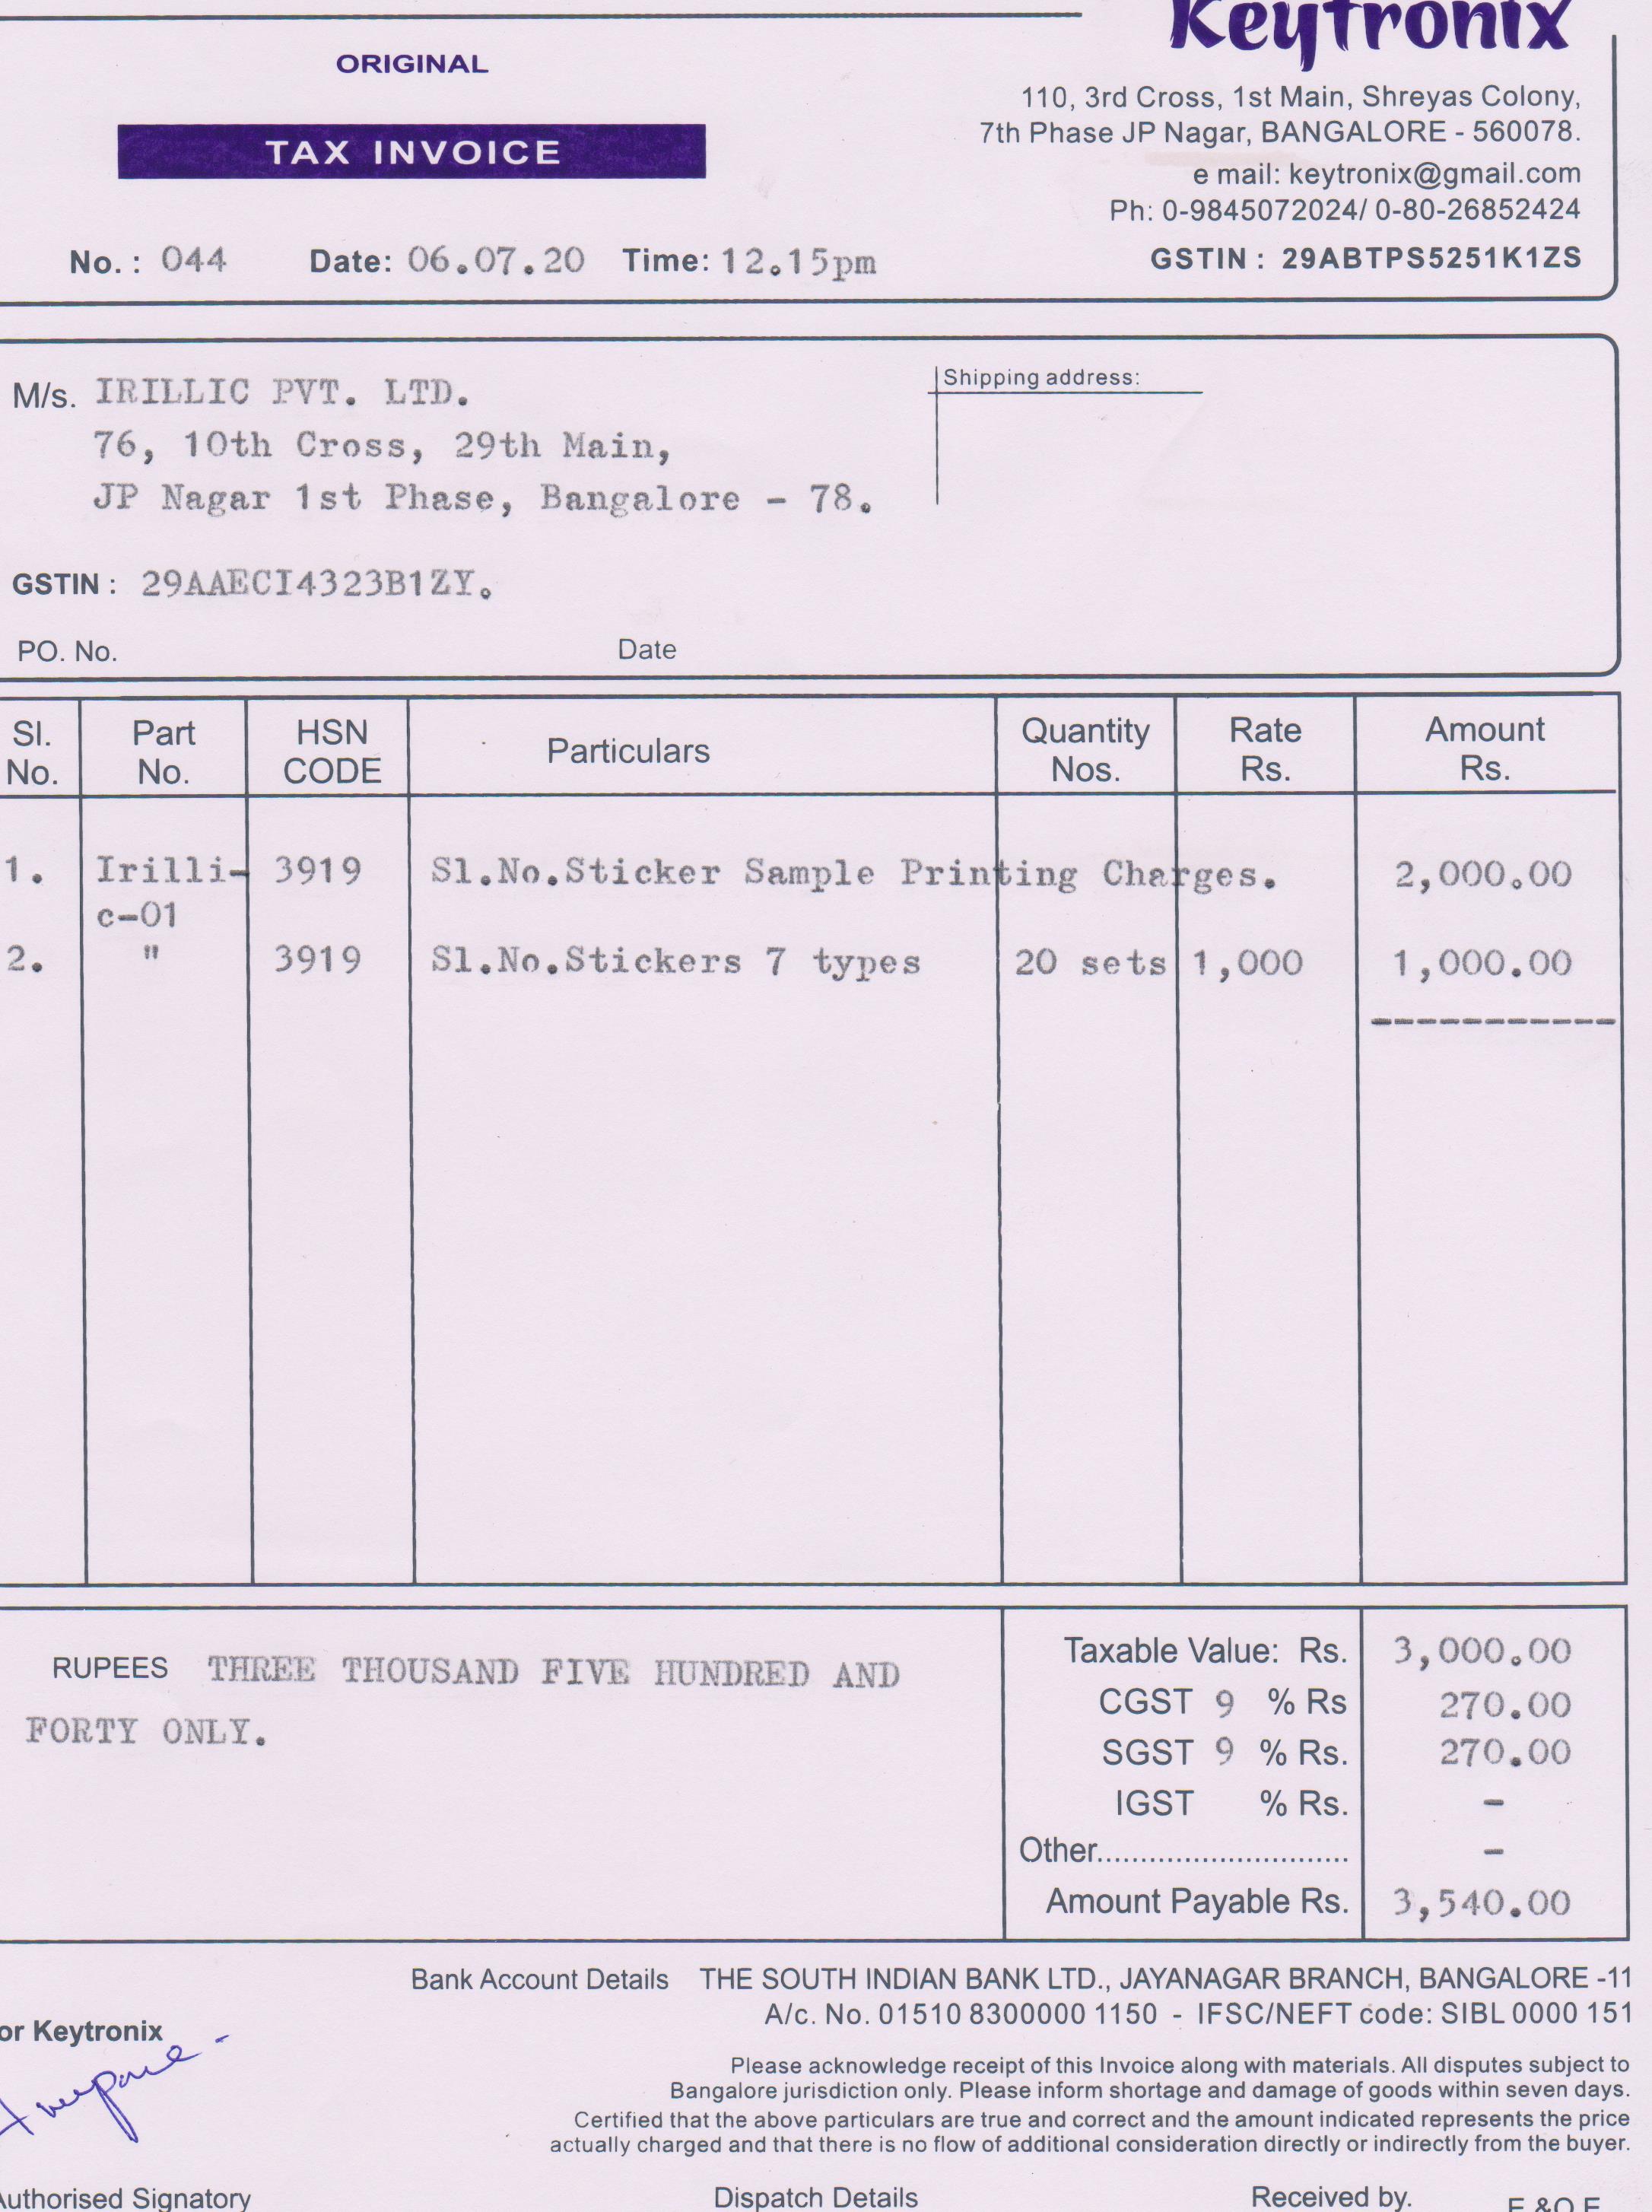 Keytronix
ORIGINAL
110, 3rd Cross, 1st Main, Shreyas Colony,
TAX INVOICE
7th Phase JP Nagar, BANGALORE - 560078.
e mail: keytronix@gmail.com
Ph: 0-9845072024/ 0-80-26852424
No. : 044 Date: 06.07.20 Time: 12.15pm
GSTIN : 29ABTPS5251K1ZS
M/s. IRILLIC PVT. LTD.
76, 10th Cross, 29th Main,
JP Nagar 1st Phase, Bangalore - 78.
Shipping address:
GSTIN : 29AAECI4323B1ZY.
PO. No. Date
Sl. No. Part No. HSN CODE Particulars Quantity Nos. Rate Rs. Amount Rs.
1. Irilli- 3919 Sl.No.Sticker Sample Printing Charges. 2,000.00
c-01
2. " 3919 Sl.No.Stickers 7 types 20 sets 1,000 1,000.00
-----------
RUPEES THREE THOUSAND FIVE HUNDRED AND
FORTY ONLY.
Taxable Value: Rs. 3,000.00
CGST 9 % Rs 270.00
SGST 9 % Rs. 270.00
IGST % Rs. -
Other............................. -
Amount Payable Rs. 3,540.00
Bank Account Details THE SOUTH INDIAN BANK LTD., JAYANAGAR BRANCH, BANGALORE -11
A/c. No. 01510 8300000 1150 - IFSC/NEFT code: SIBL 0000 151
or Keytronix
Please acknowledge receipt of this Invoice along with materials. All disputes subject to
Bangalore jurisdiction only. Please inform shortage and damage of goods within seven days.
Certified that the above particulars are true and correct and the amount indicated represents the price
actually charged and that there is no flow of additional consideration directly or indirectly from the buyer.
Authorised Signatory Dispatch Details Received by. E &O E